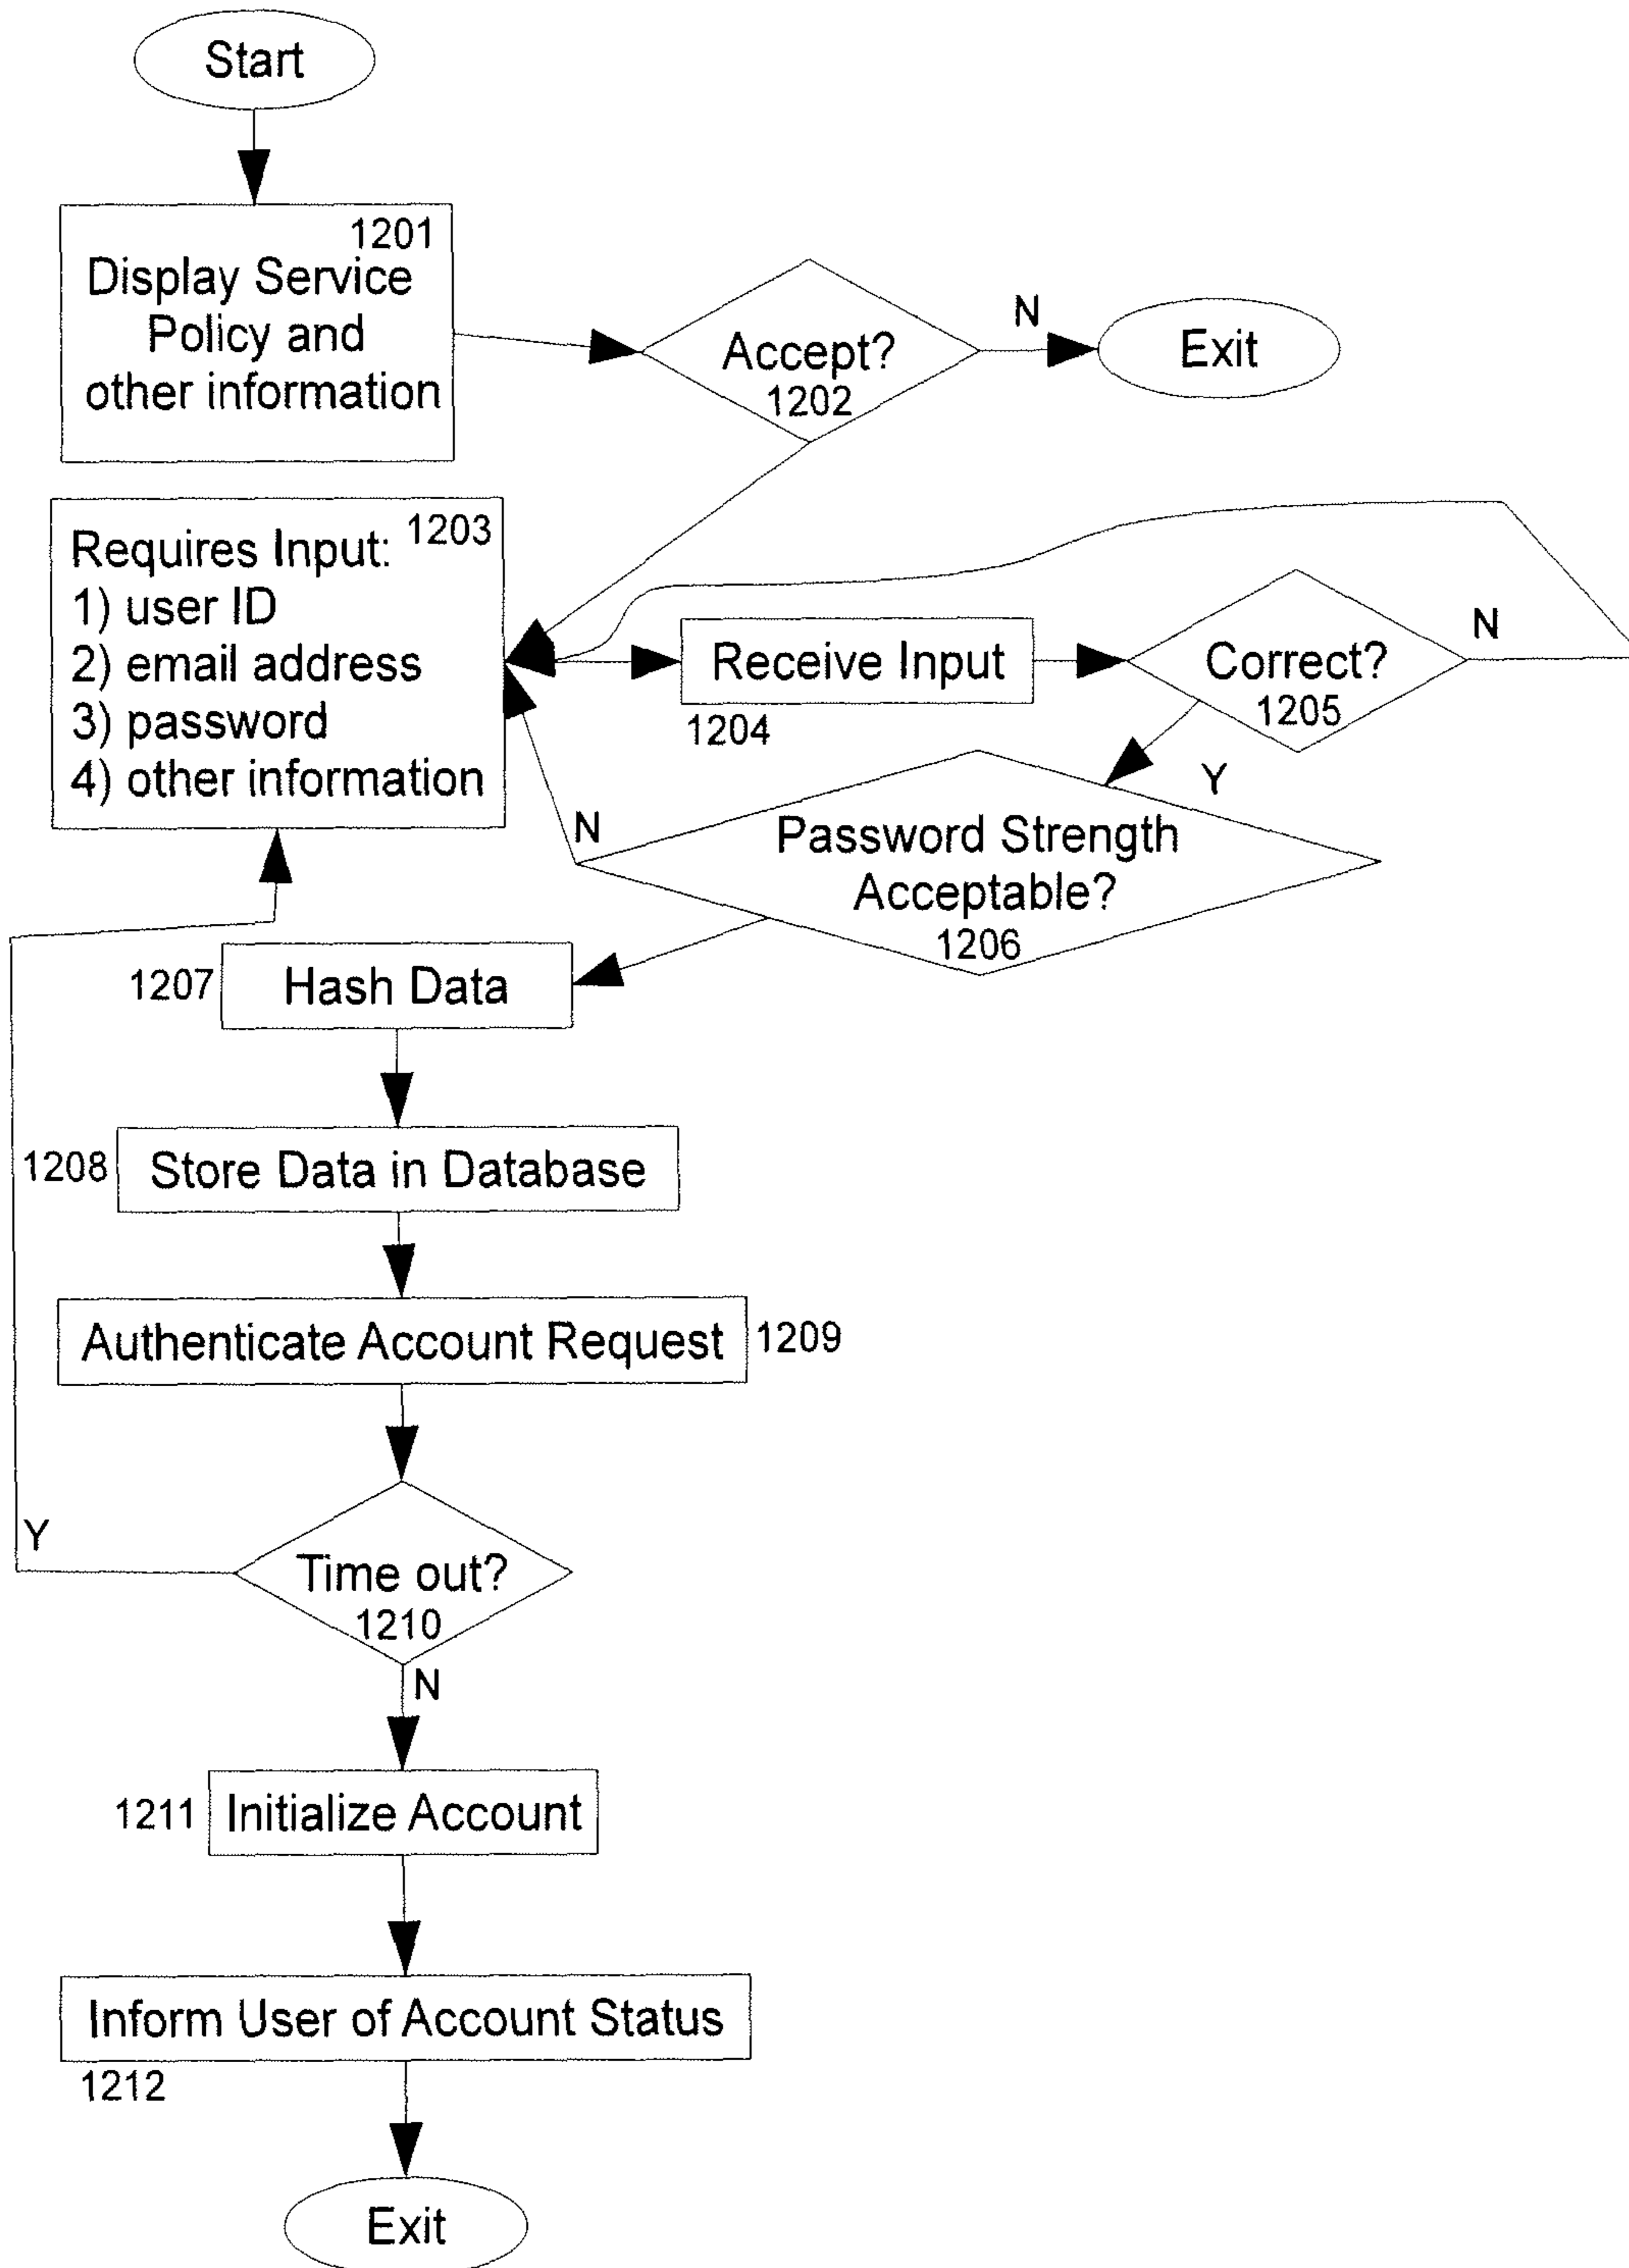 Start
1201
Display Service
Policy and
other information
Accept?
1202
N
Exit
Requires Input: 1203
1) user ID
2) email address
3) password
4) other information
Receive Input
1204
Correct?
1205
N
Y
Password Strength
Acceptable?
1206
N
1207 Hash Data
1208 Store Data in Database
Authenticate Account Request 1209
Y
Time out?
1210
N
1211 Initialize Account
Inform User of Account Status
1212
Exit